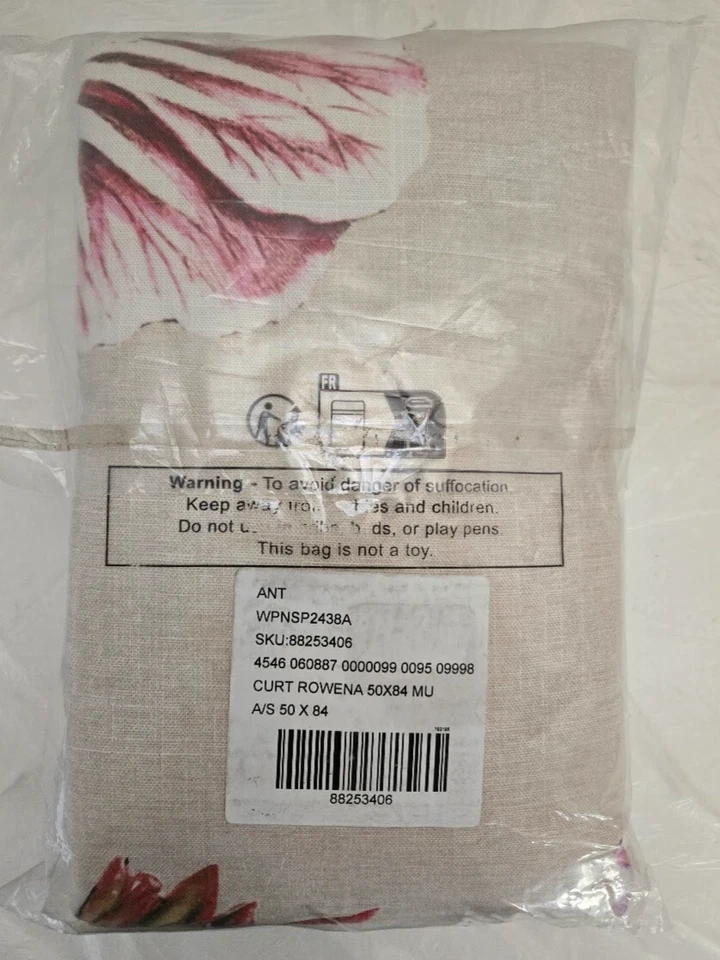 FR
Warning - To avoid danger of suffocation.
Keep away and children.
Do not ds, or play pens.
This bag is not a toy.
ANT
WPNSP2438A
SKU:88253406
4546 060887 0000099 0095 09998
CURT ROWENA 50X84 MU
A/S 50 X 84
88253406